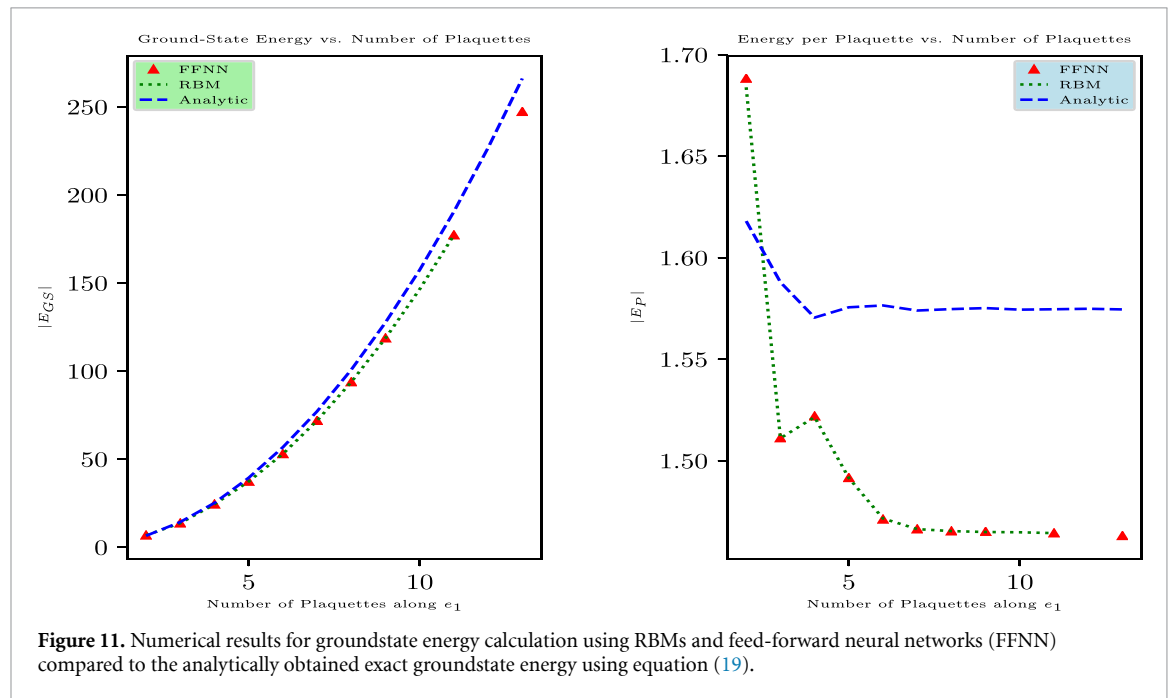 Ground-State Energy vs. Number of Plaquettes
FFNN
RBM
Analytic
250
200
150
100
50
0
|E_{GS}|
5
10
Number of Plaquettes along e_1
Energy per Plaquette vs. Number of Plaquettes
FFNN
RBM
Analytic
1.70
1.65
1.60
1.55
1.50
|E_P|
5
10
Number of Plaquettes along e_1
Figure 11. Numerical results for groundstate energy calculation using RBMs and feed-forward neural networks (FFNN)
compared to the analytically obtained exact groundstate energy using equation (19).